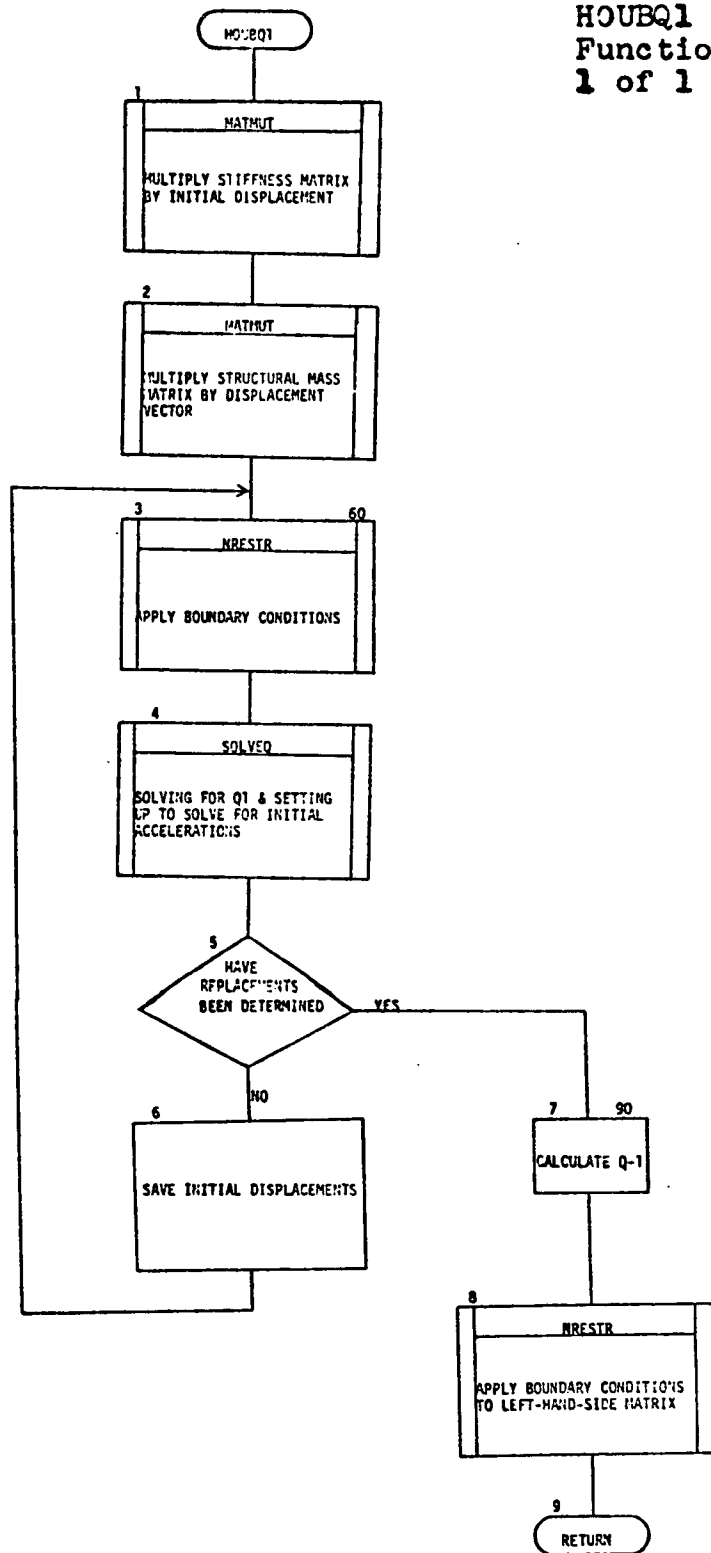 HOUBQ1
Functio
1 of 1
HOUBQ1
1
MATMUT
MULTIPLY STIFFNESS MATRIX
BY INITIAL DISPLACEMENT
2
MATMUT
MULTIPLY STRUCTURAL MASS
MATRIX BY DISPLACEMENT
VECTOR
3 60
NRESTR
APPLY BOUNDARY CONDITIONS
4
SOLVEQ
SOLVING FOR Q1 & SETTING
UP TO SOLVE FOR INITIAL
ACCELERATIONS
5
HAVE
REPLACEMENTS
BEEN DETERMINED
YES
NO
6
SAVE INITIAL DISPLACEMENTS
7 90
CALCULATE Q-1
8
NRESTR
APPLY BOUNDARY CONDITIONS
TO LEFT-HAND-SIDE MATRIX
9
RETURN